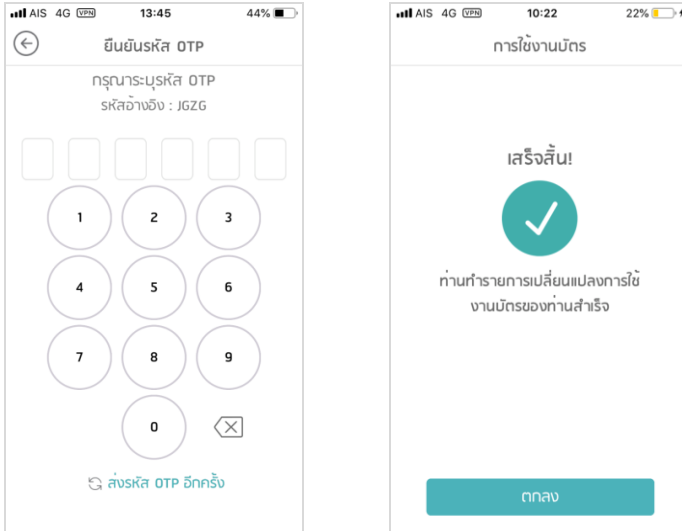 AIS 4G VPN 13:45 44%
ยืนยันรหัส OTP
กรุณาระบุรหัส OTP
รหัสอ้างอิง : JGZG
1 2 3
4 5 6
7 8 9
0
ส่งรหัส OTP อีกครั้ง
AIS 4G VPN 10:22 22%
การใช้งานบัตร
เสร็จสิ้น!
ท่านทำรายการเปลี่ยนแปลงการใช้
งานบัตรของท่านสำเร็จ
ตกลง